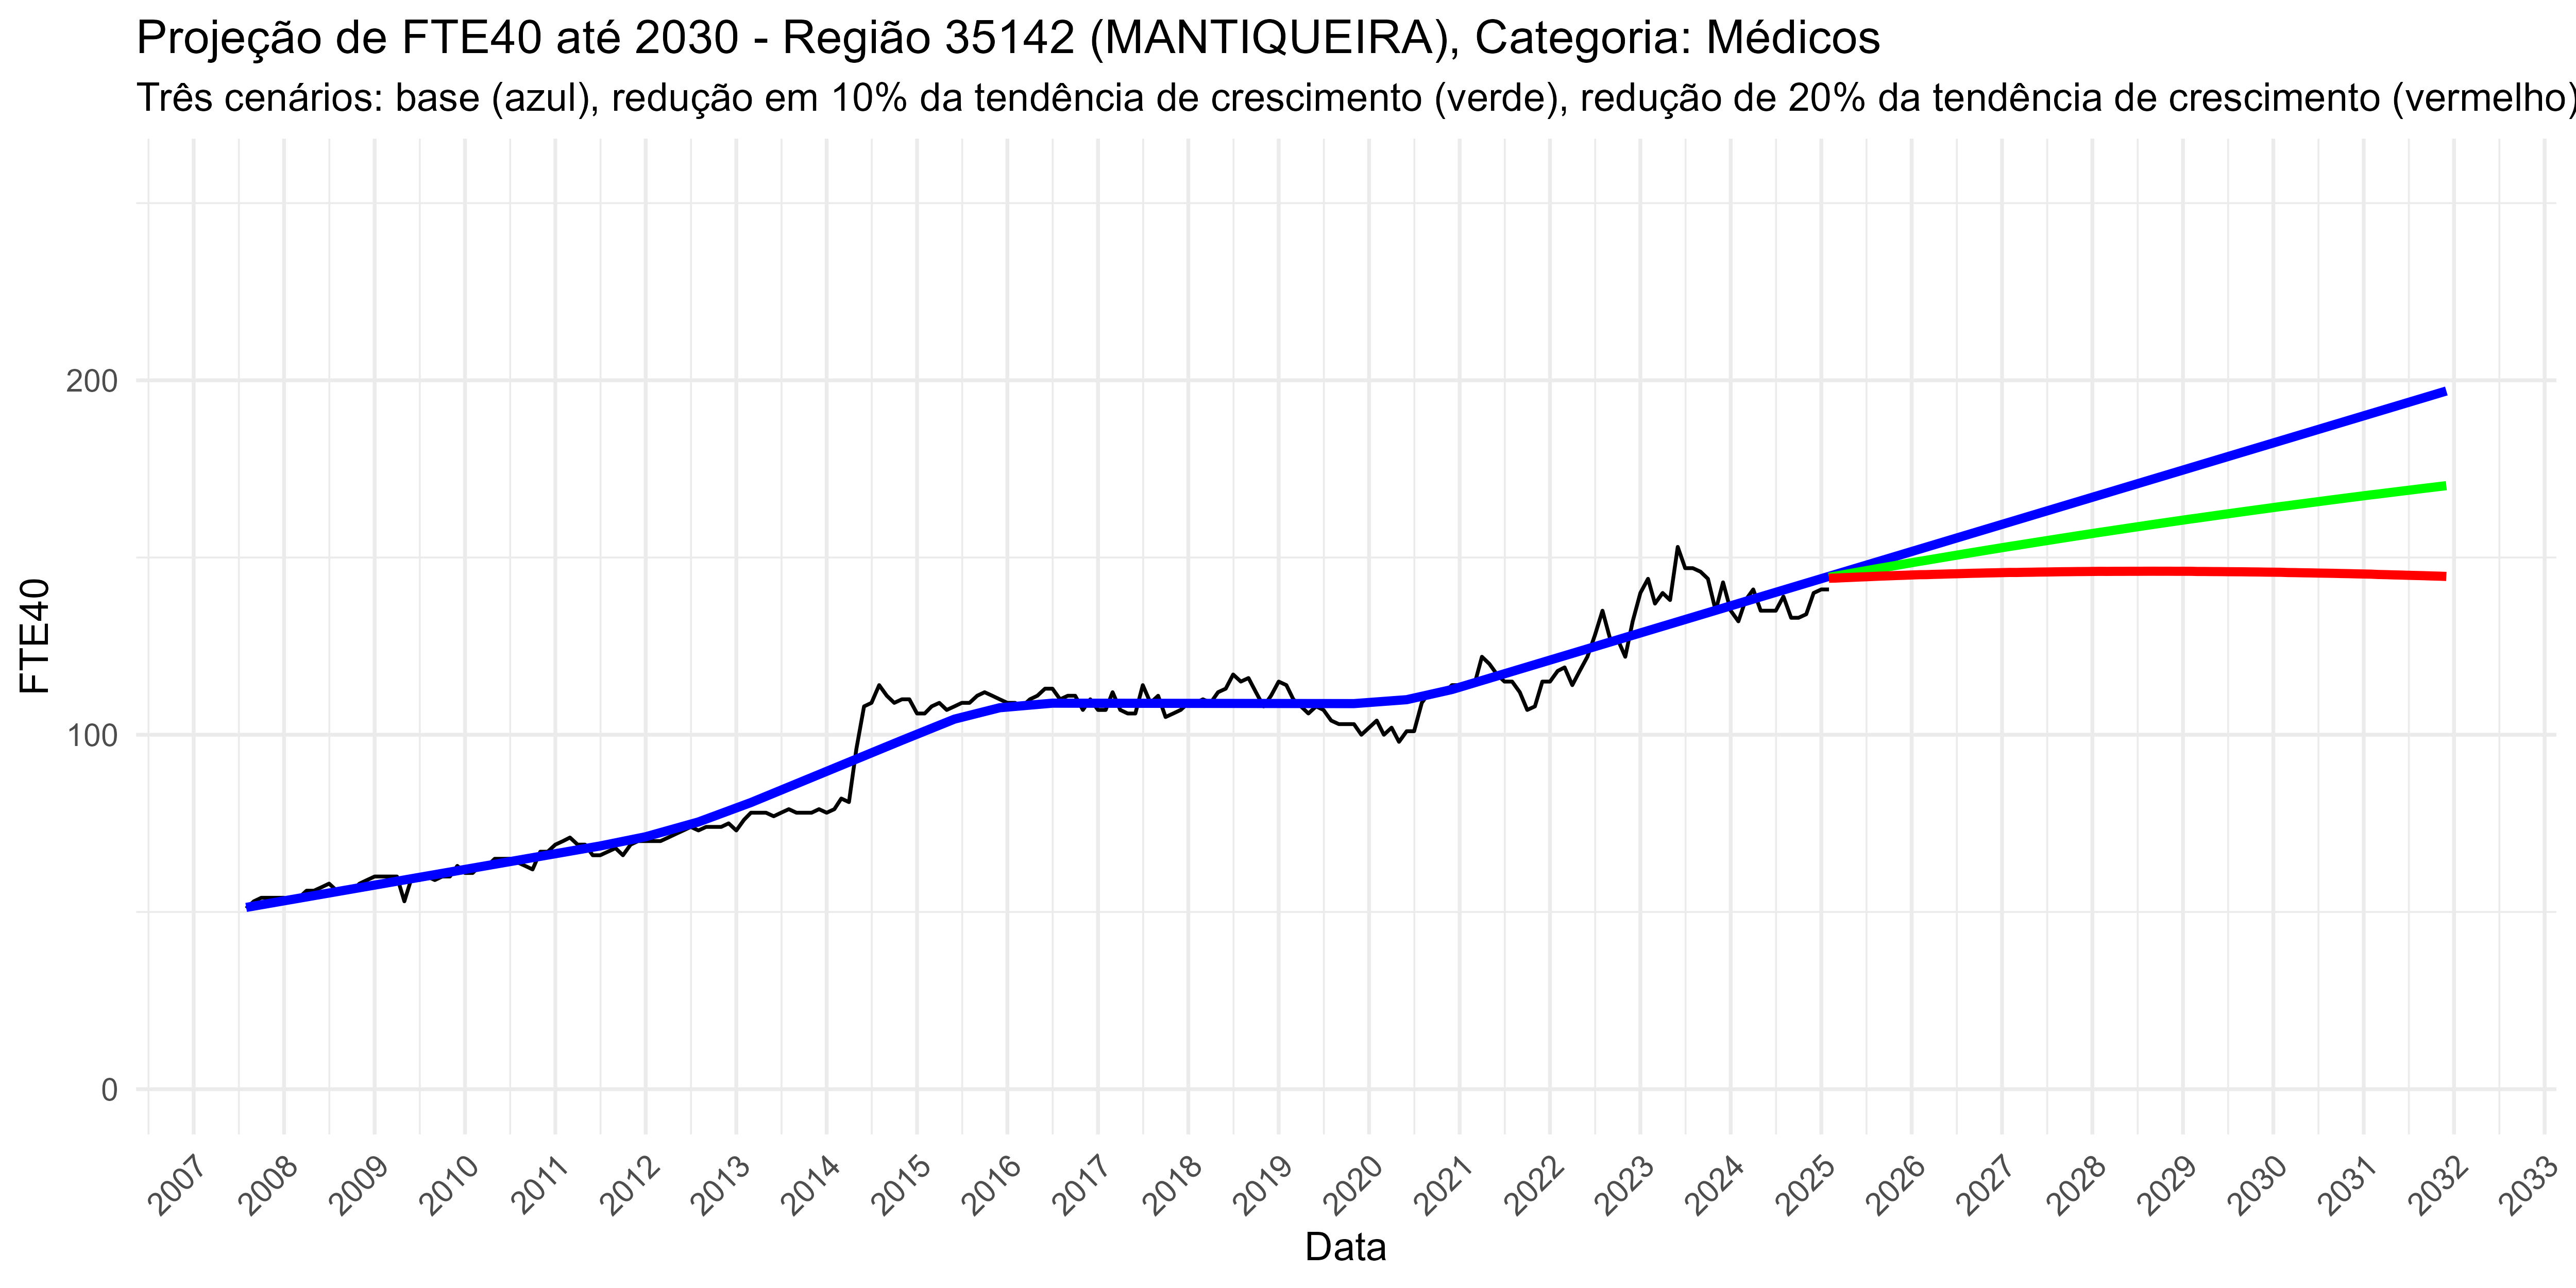 Projeção de FTE40 até 2030 - Região 35142 (MANTIQUEIRA), Categoria: Médicos
Três cenários: base (azul), redução em 10% da tendência de crescimento (verde), redução de 20% da tendência de crescimento (vermelho)
FTE40
200
100
0
2007 2008 2009 2010 2011 2012 2013 2014 2015 2016 2017 2018 2019 2020 2021 2022 2023 2024 2025 2026 2027 2028 2029 2030 2031 2032 2033
Data